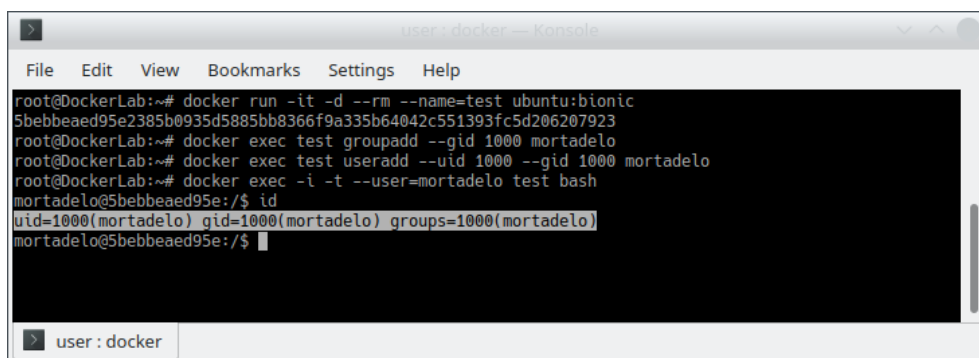 user : docker — Konsole
File Edit View Bookmarks Settings Help
root@DockerLab:~# docker run -it -d --rm --name=test ubuntu:bionic
5bebbeaed95e2385b0935d5885bb8366f9a335b64042c551393fc5d206207923
root@DockerLab:~# docker exec test groupadd --gid 1000 mortadelo
root@DockerLab:~# docker exec test useradd --uid 1000 --gid 1000 mortadelo
root@DockerLab:~# docker exec -i -t --user=mortadelo test bash
mortadelo@5bebbeaed95e:/$ id
uid=1000(mortadelo) gid=1000(mortadelo) groups=1000(mortadelo)
mortadelo@5bebbeaed95e:/$
user : docker